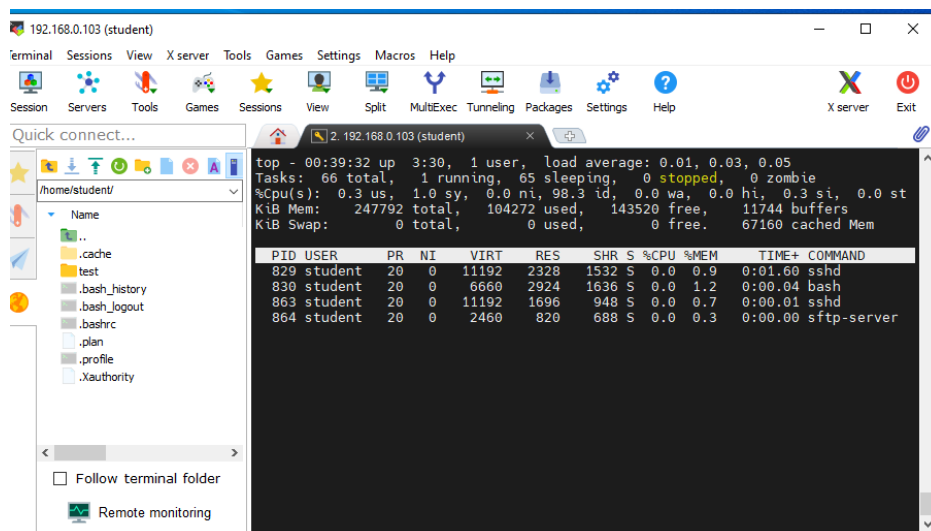 192.168.0.103 (student)
Terminal Sessions View X server Tools Games Settings Macros Help
Session Servers Tools Games Sessions View Split MultiExec Tunneling Packages Settings Help X server Exit
Quick connect...
2. 192.168.0.103 (student)
/home/student/
Name
..
.cache
test
.bash_history
.bash_logout
.bashrc
.plan
.profile
.Xauthority
Follow terminal folder
Remote monitoring
top - 00:39:32 up 3:30, 1 user, load average: 0.01, 0.03, 0.05
Tasks: 66 total, 1 running, 65 sleeping, 0 stopped, 0 zombie
%Cpu(s): 0.3 us, 1.0 sy, 0.0 ni, 98.3 id, 0.0 wa, 0.0 hi, 0.3 si, 0.0 st
KiB Mem: 247792 total, 104272 used, 143520 free, 11744 buffers
KiB Swap: 0 total, 0 used, 0 free. 67160 cached Mem
PID USER PR NI VIRT RES SHR S %CPU %MEM TIME+ COMMAND
829 student 20 0 11192 2328 1532 S 0.0 0.9 0:01.60 sshd
830 student 20 0 6660 2924 1636 S 0.0 1.2 0:00.04 bash
863 student 20 0 11192 1696 948 S 0.0 0.7 0:00.01 sshd
864 student 20 0 2460 820 688 S 0.0 0.3 0:00.00 sftp-server